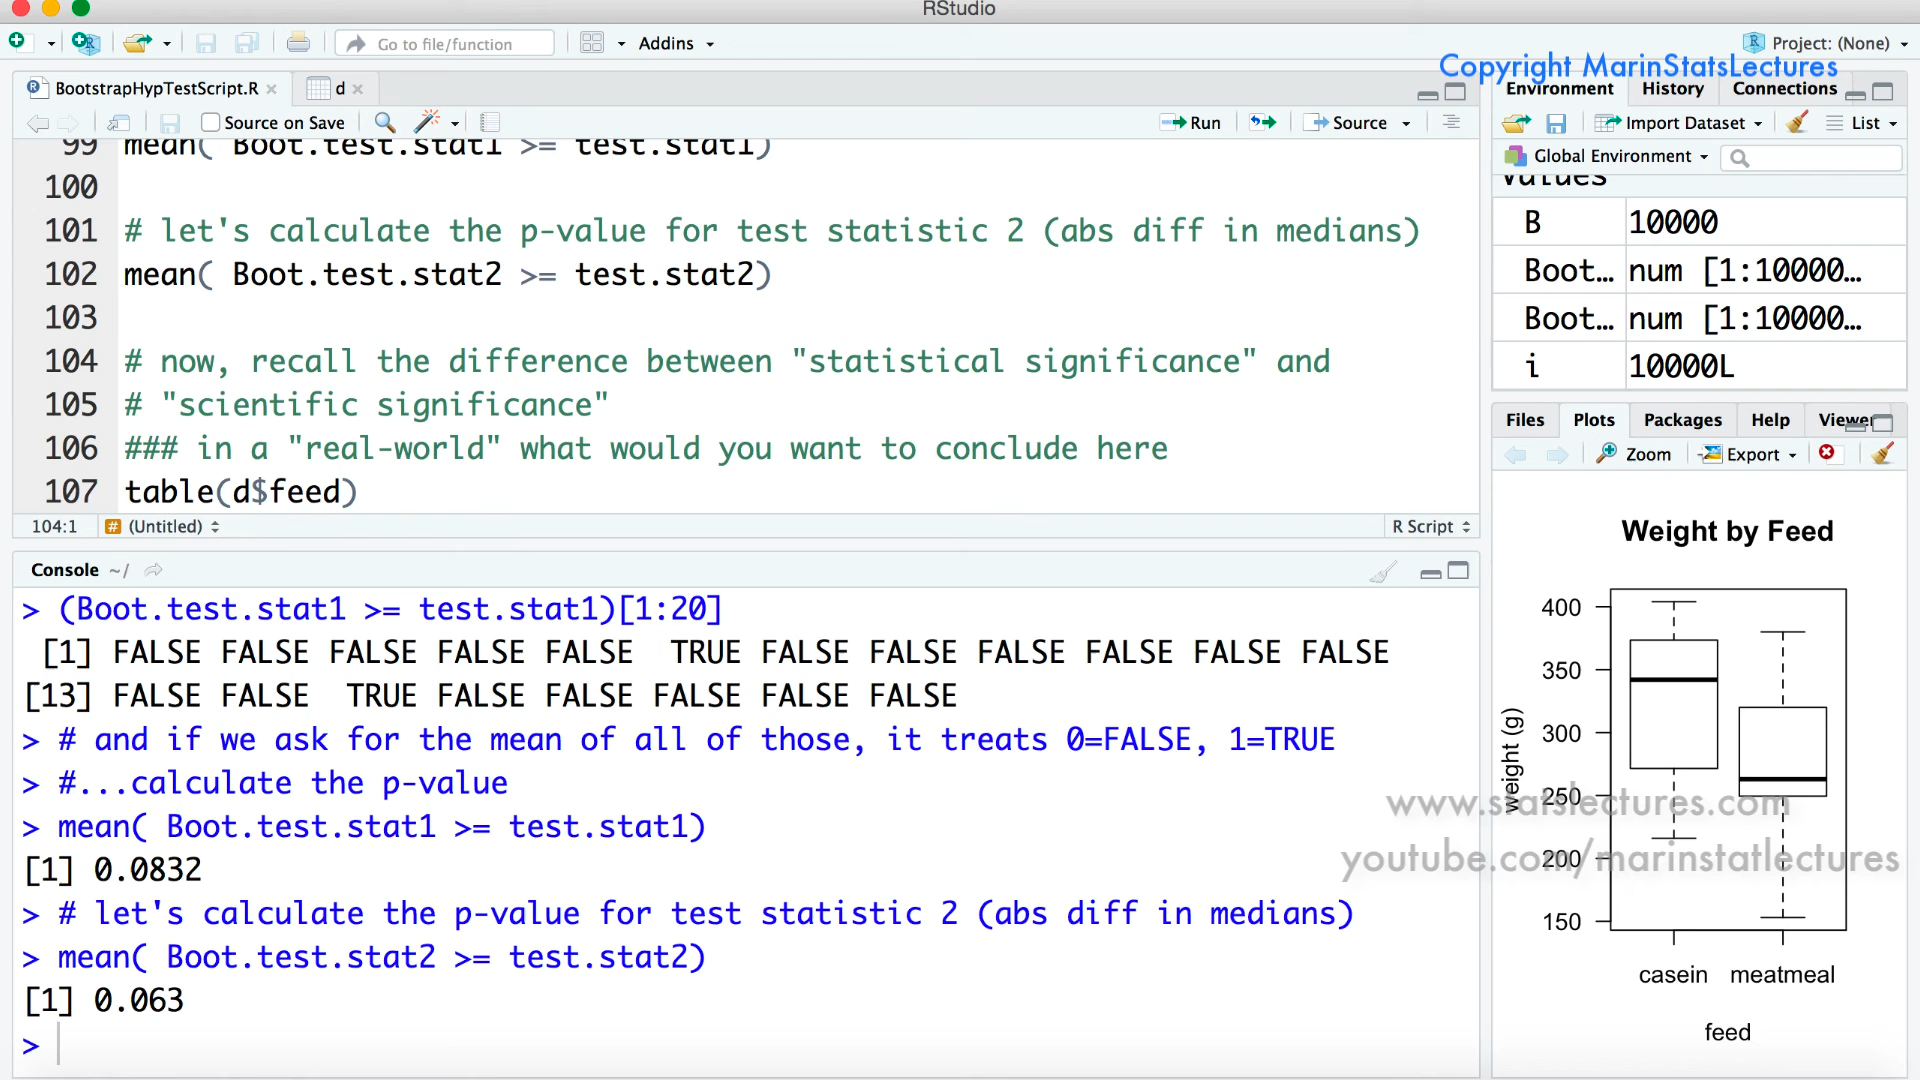 RStudio
Go to file/function
Addins
Project: (None)
Copyright MarinStatsLectures
BootstrapHypTestScript.R
d
Source on Save
Run
Source
99 mean( Boot.test.stat1 >= test.stat1)
100
101 # let's calculate the p-value for test statistic 2 (abs diff in medians)
102 mean( Boot.test.stat2 >= test.stat2)
103
104 # now, recall the difference between "statistical significance" and
105 # "scientific significance"
106 ### in a "real-world" what would you want to conclude here
107 table(d$feed)
104:1 # (Untitled) R Script
Console ~/
> (Boot.test.stat1 >= test.stat1)[1:20]
[1] FALSE FALSE FALSE FALSE FALSE TRUE FALSE FALSE FALSE FALSE FALSE FALSE
[13] FALSE FALSE TRUE FALSE FALSE FALSE FALSE FALSE
> # and if we ask for the mean of all of those, it treats 0=FALSE, 1=TRUE
> #...calculate the p-value
> mean( Boot.test.stat1 >= test.stat1)
[1] 0.0832
> # let's calculate the p-value for test statistic 2 (abs diff in medians)
> mean( Boot.test.stat2 >= test.stat2)
[1] 0.063
>
Environment History Connections
Import Dataset List
Global Environment
Values
B 10000
Boot… num [1:10000…
Boot… num [1:10000…
i 10000L
Files Plots Packages Help Viewer
Zoom Export
Weight by Feed
weight (g)
400
350
300
250
200
150
casein meatmeal
feed
www.statslectures.com
youtube.com/marinstatlectures